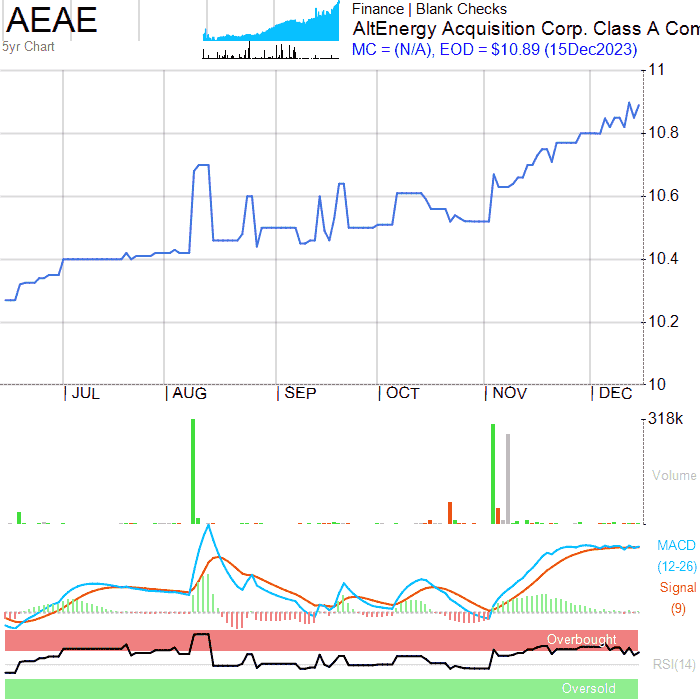 AEAE
5yr Chart
Finance | Blank Checks
AltEnergy Acquisition Corp. Class A Com
MC = (N/A), EOD = $10.89 (15Dec2023)
11
10.8
10.6
10.4
10.2
10
JUL
AUG
SEP
OCT
NOV
DEC
318k
Volume
MACD
(12-26)
Signal
(9)
Overbought
RSI(14)
Oversold